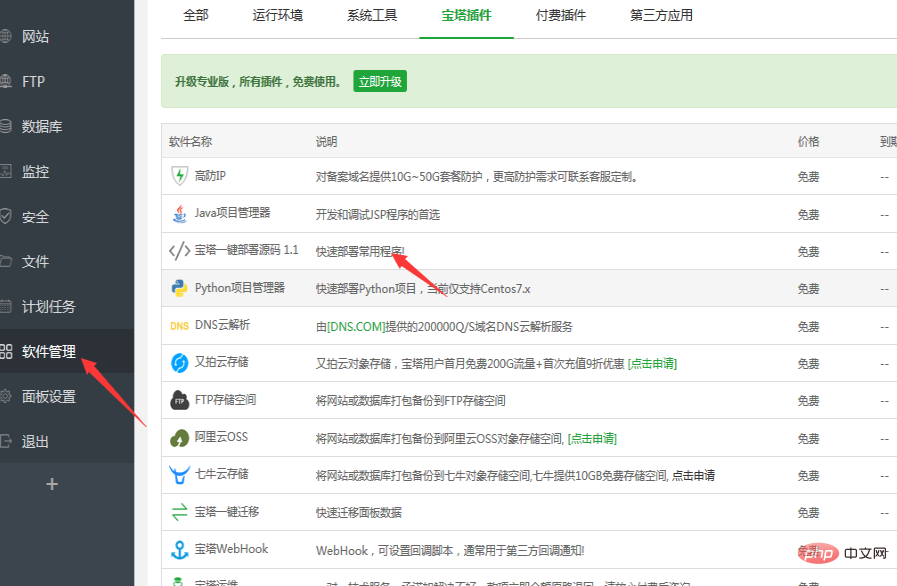 全部 运行环境 系统工具 宝塔插件 付费插件 第三方应用
网站
FTP
数据库
监控
安全
文件
计划任务
软件管理
面板设置
退出
+
升级专业版，所有插件，免费使用。 立即升级
软件名称 说明 价格 到期
高防IP 对备案域名提供10G~50G套餐防护，更高防护需求可联系客服定制。 免费 --
Java项目管理器 开发和调试JSP程序的首选 免费 --
宝塔一键部署源码 1.1 快速部署常用程序! 免费 --
Python项目管理器 快速部署Python项目，当前仅支持Centos7.x 免费 --
DNS DNS云解析 由[DNS.COM]提供的200000Q/S域名DNS云解析服务 免费 --
又拍云存储 又拍云对象存储，宝塔用户首月免费200G流量+首次充值9折优惠 [点击申请] 免费 --
FTP FTP存储空间 将网站或数据库打包备份到FTP存储空间 免费 --
阿里云OSS 将网站或数据库打包备份到阿里云OSS对象存储空间, [点击申请] 免费 --
七牛云存储 将网站或数据库打包备份到七牛对象存储空间,七牛提供10GB免费存储空间, 点击申请 免费 --
宝塔一键迁移 快速迁移面板数据 免费 --
宝塔WebHook WebHook，可设置回调脚本，通常用于第三方回调通知! 免费 --
宝塔运维
php 中文网